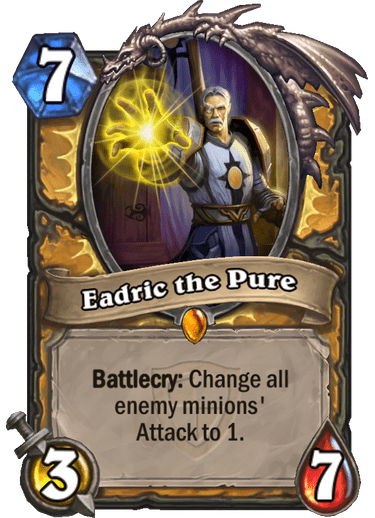 7
Eadric the Pure
Battlecry: Change all
enemy minions'
Attack to 1.
3
7